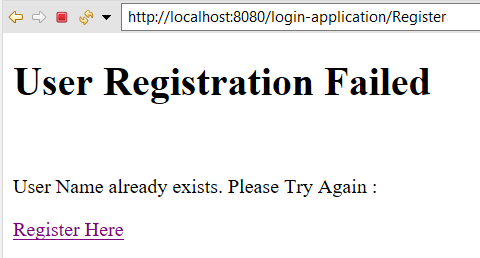 http://localhost:8080/login-application/Register
User Registration Failed
User Name already exists. Please Try Again :
Register Here